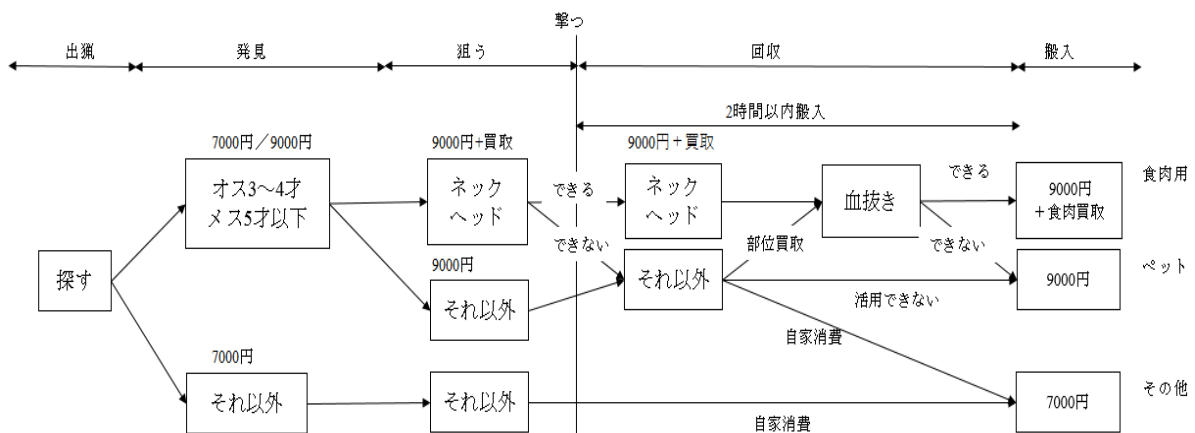 撃つ
出猟
発見
狙う
回収
搬入
2時間以内搬入
7000円／9000円
9000円+買取
9000円＋買取
オス3～4才
メス5才以下
ネック
ヘッド
できる
ネック
ヘッド
血抜き
できる
9000円
＋食肉買取
食肉用
できない
部位買取
できない
探す
9000円
それ以外
それ以外
活用できない
9000円
ペット
自家消費
7000円
それ以外
それ以外
自家消費
7000円
その他